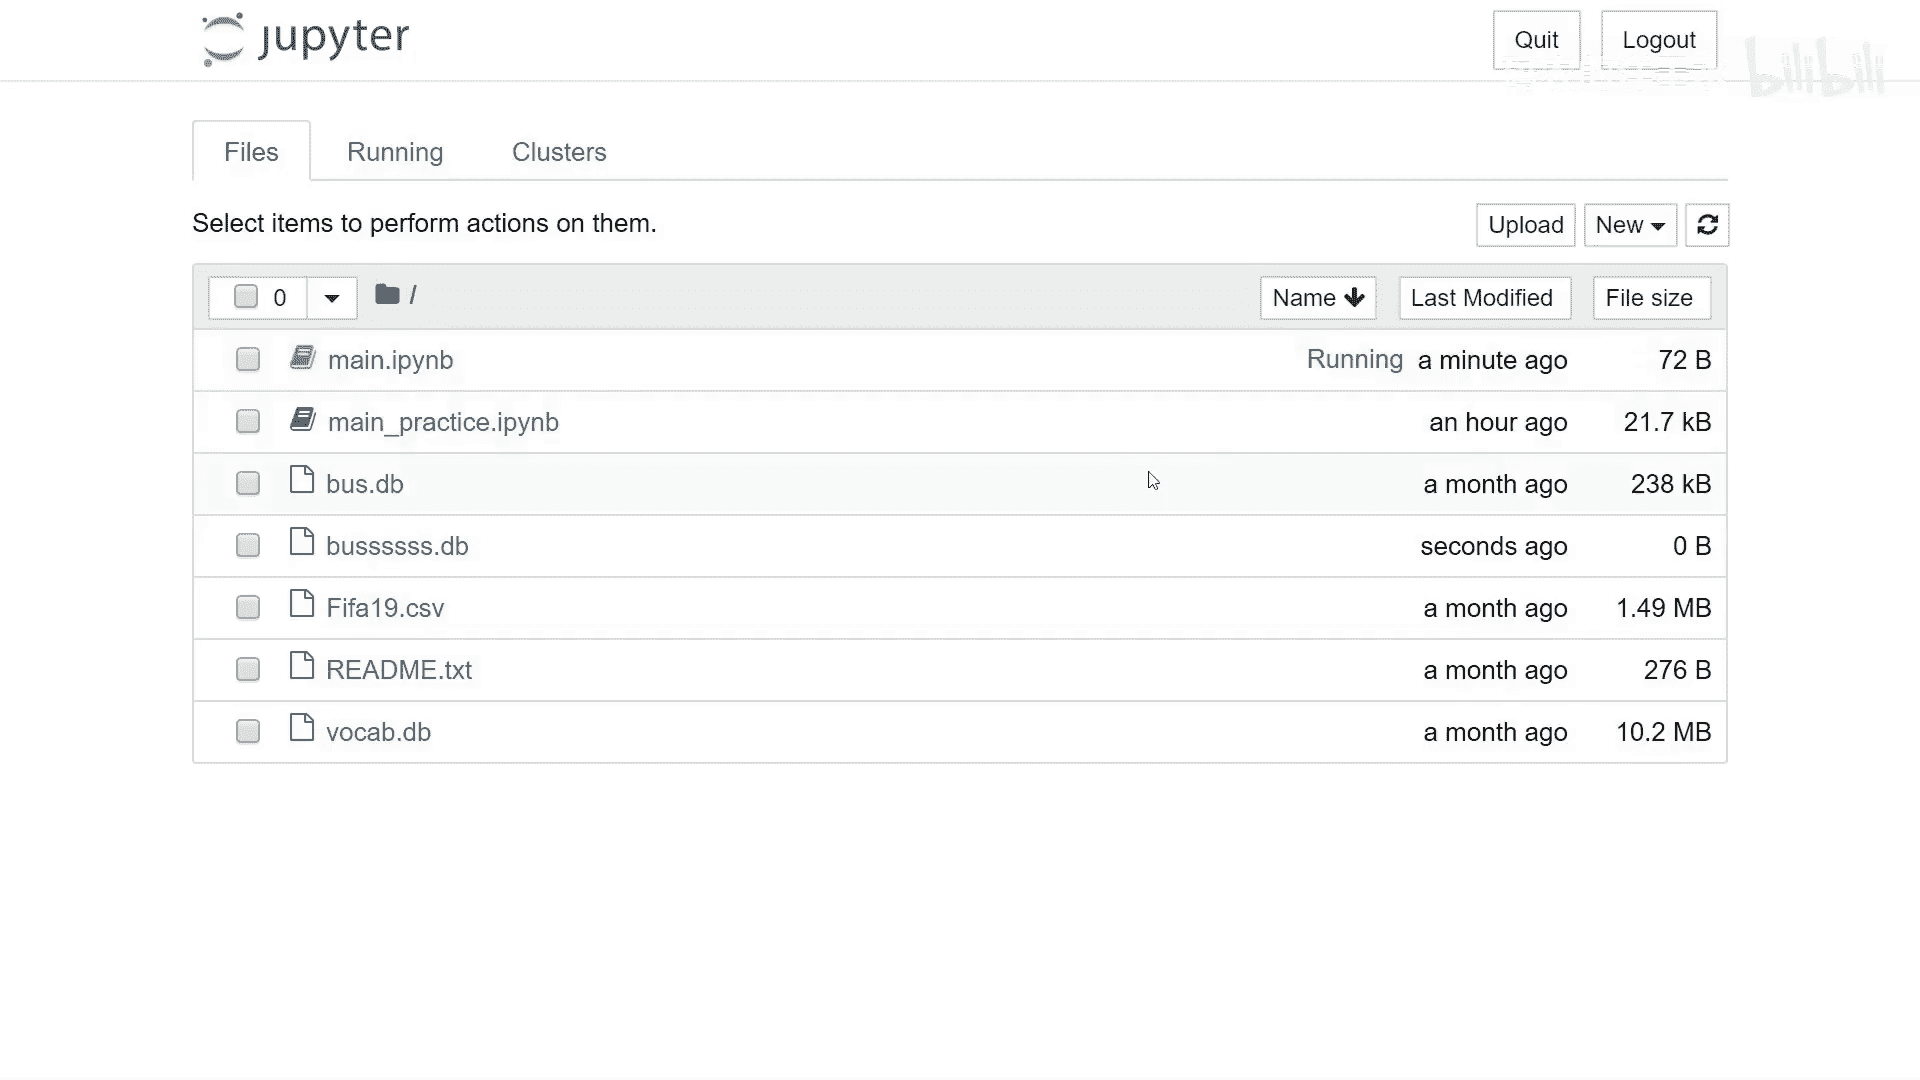 jupyter
Quit Logout
bilibili
Files Running Clusters
Select items to perform actions on them.
Upload New
0 / Name Last Modified File size
main.ipynb Running a minute ago 72 B
main_practice.ipynb an hour ago 21.7 kB
bus.db a month ago 238 kB
bussssss.db seconds ago 0 B
Fifa19.csv a month ago 1.49 MB
README.txt a month ago 276 B
vocab.db a month ago 10.2 MB